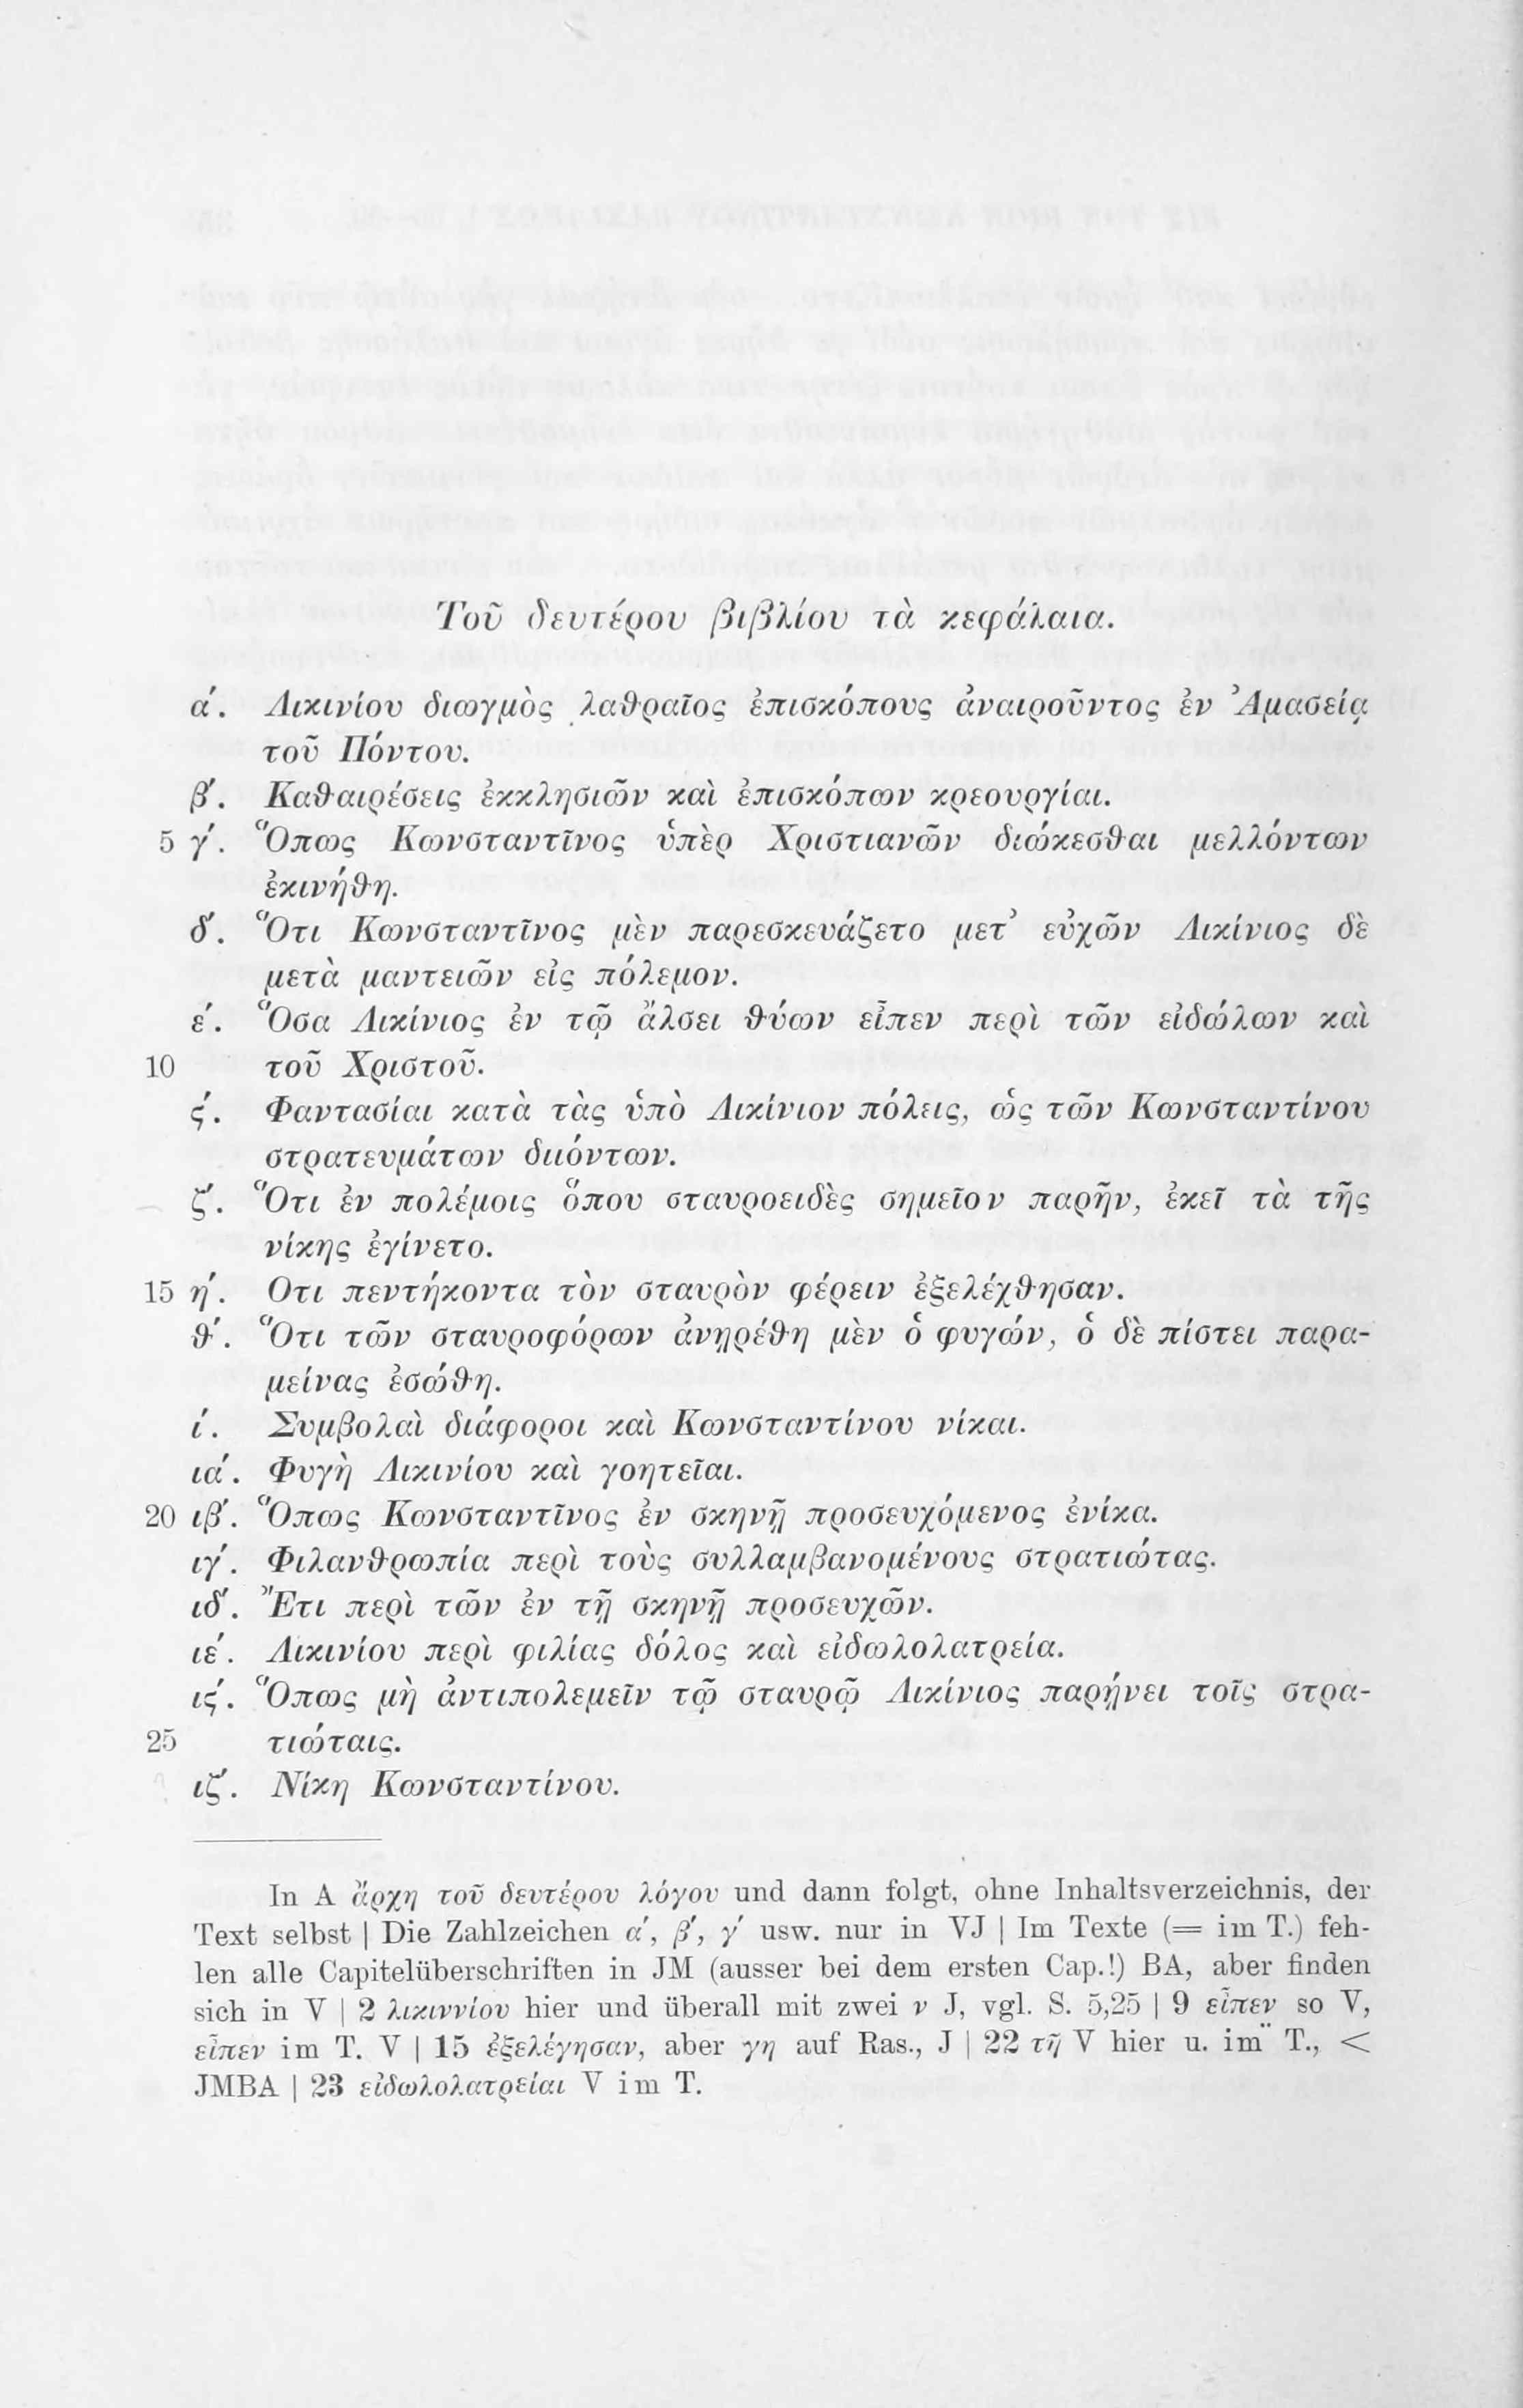 Τοῦ δευτέρου βιβλίου τὰ κεφάλαια.
α΄. Λικινίου διωγμὸς λαθραῖος ἐπισκόπους ἀναιροῦντος ἐν Ἀμασείᾳ
τοῦ Πόντου.
β΄. Καθαιρέσεις ἐκκλησιῶν καὶ ἐπισκόπων κρεουργίαι.
5 γ΄. Ὅπως Κωνσταντῖνος ὑπὲρ Χριστιανῶν διώκεσθαι μελλόντων
ἐκινήθη.
δ΄. Ὅτι Κωνσταντῖνος μὲν παρεσκευάζετο μετ᾽ εὐχῶν Λικίνιος δὲ
μετὰ μαντειῶν εἰς πόλεμον.
ε΄. Ὅσα Λικίνιος ἐν τῷ ἄλσει θύων εἶπεν περὶ τῶν εἰδώλων καὶ
10 τοῦ Χριστοῦ.
ϛ΄. Φαντασίαι κατὰ τὰς ὑπὸ Λικίνιον πόλεις, ὡς τῶν Κωνσταντίνου
στρατευμάτων διιόντων.
ζ΄. Ὅτι ἐν πολέμοις ὅπου σταυροειδὲς σημεῖον παρῆν, ἐκεῖ τὰ τῆς
νίκης ἐγίνετο.
15 η΄. Οτι πεντήκοντα τὸν σταυρὸν φέρειν ἐξελέχθησαν.
θ΄. Ὅτι τῶν σταυροφόρων ἀνῃρέθη μὲν ὁ φυγών, ὁ δὲ πίστει παρα-
μείνας ἐσώθη.
ί. Συμβολαὶ διάφοροι καὶ Κωνσταντίνου νίκαι.
ια΄. Φυγὴ Λικινίου καὶ γοητεῖαι.
20 ιβ΄. Ὅπως Κωνσταντῖνος ἐν σκηνῇ προσευχόμενος ἐνίκα.
ιγ΄. Φιλανθρωπία περὶ τοὺς συλλαμβανομένους στρατιώτας.
ιδ΄. Ἔτι περὶ τῶν ἐν τῇ σκηνῇ προσευχῶν.
ιε΄. Λικινίου περὶ φιλίας δόλος καὶ εἰδωλολατρεία.
ιϛ΄. Ὅπως μὴ ἀντιπολεμεῖν τῷ σταυρῷ Λικίνιος παρῄνει τοῖς στρα-
25 τιώταις.
ιζ΄. Νίκη Κωνσταντίνου.
In A ἄρχη τοῦ δευτέρου λόγου und dann folgt, ohne Inhaltsverzeichnis, der
Text selbst | Die Zahlzeichen α΄, β΄, γ΄ usw. nur in VJ | Im Texte (= im T.) feh-
len alle Capitelüberschriften in JM (ausser bei dem ersten Cap.!) BA, aber finden
sich in V | 2 λικιννίου hier und überall mit zwei ν J, vgl. S. 5,25 | 9 εἶπεν so V,
εἶπεν im T. V | 15 ἐξελέγησαν, aber γη auf Ras., J | 22 τῇ V hier u. im T., <
JMBA | 23 εἰδωλολατρείαι V im T.